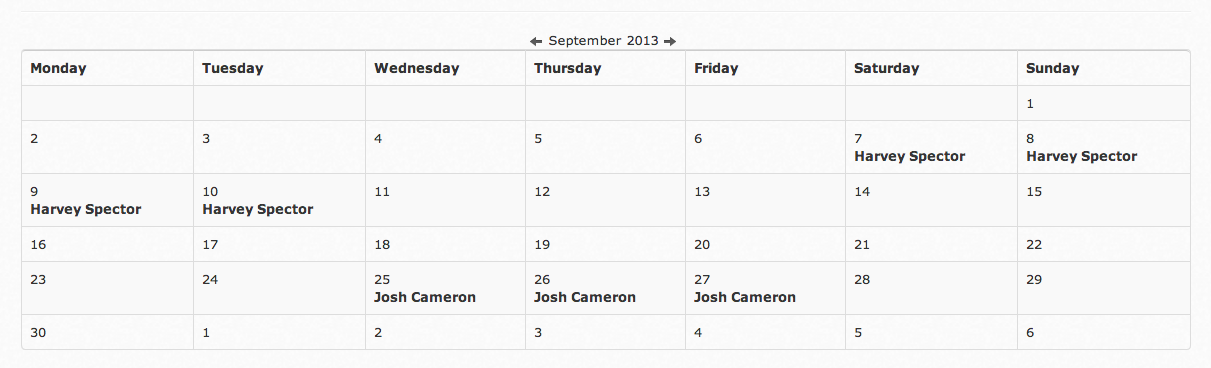 September 2013
Monday Tuesday Wednesday Thursday Friday Saturday Sunday
1
2 3 4 5 6 7 8
Harvey Spector Harvey Spector
9 10 11 12 13 14 15
Harvey Spector Harvey Spector
16 17 18 19 20 21 22
23 24 25 26 27 28 29
Josh Cameron Josh Cameron Josh Cameron
30 1 2 3 4 5 6